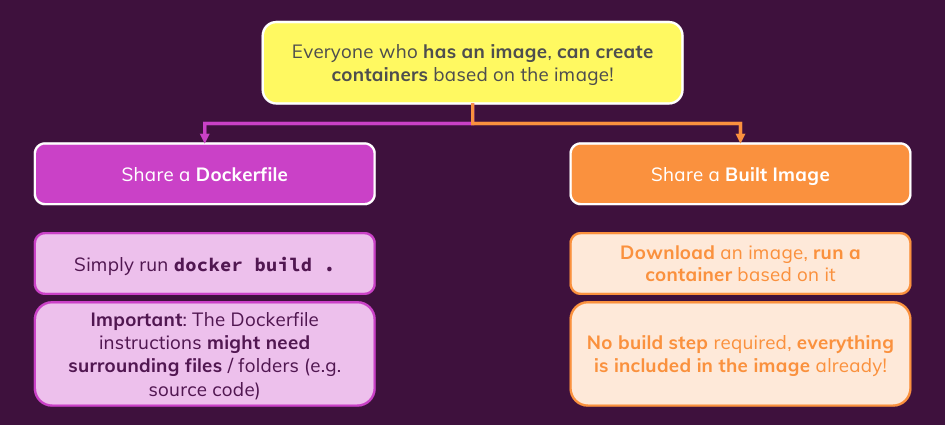 Everyone who has an image, can create
containers based on the image!
Share a Dockerfile
Simply run docker build .
Important: The Dockerfile
instructions might need
surrounding files / folders (e.g.
source code)
Share a Built Image
Download an image, run a
container based on it
No build step required, everything
is included in the image already!